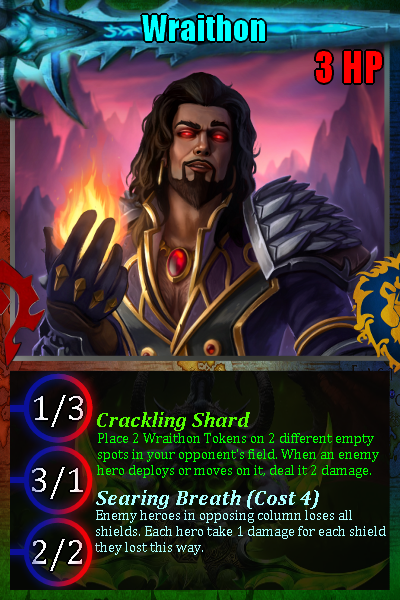 Wraithon
3 HP
1/3
3/1
2/2
Crackling Shard
Place 2 Wraithon Tokens on 2 different empty
spots in your opponent's field. When an enemy
hero deploys or moves on it, deal it 2 damage.
Searing Breath (Cost 4)
Enemy heroes in opposing column loses all
shields. Each hero take 1 damage for each shield
they lost this way.